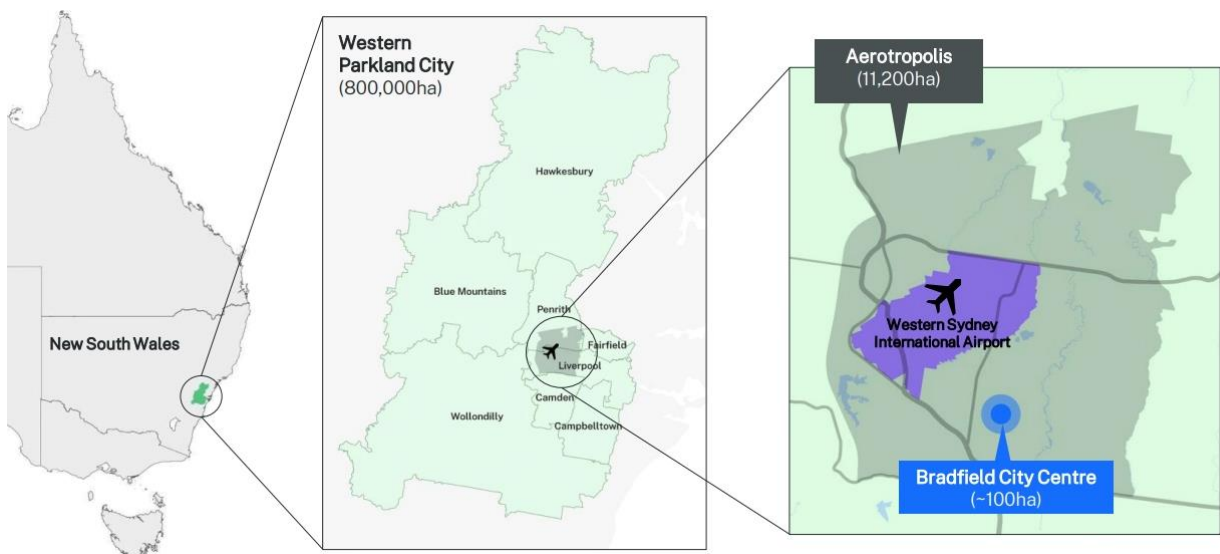 New South Wales
Western
Parkland City
(800,000ha)
Hawkesbury
Blue Mountains
Penrith
Fairfield
Liverpool
Camden
Wollondilly
Campbelltown
Aerotropolis
(11,200ha)
Western Sydney
International Airport
Bradfield City Centre
(~100ha)